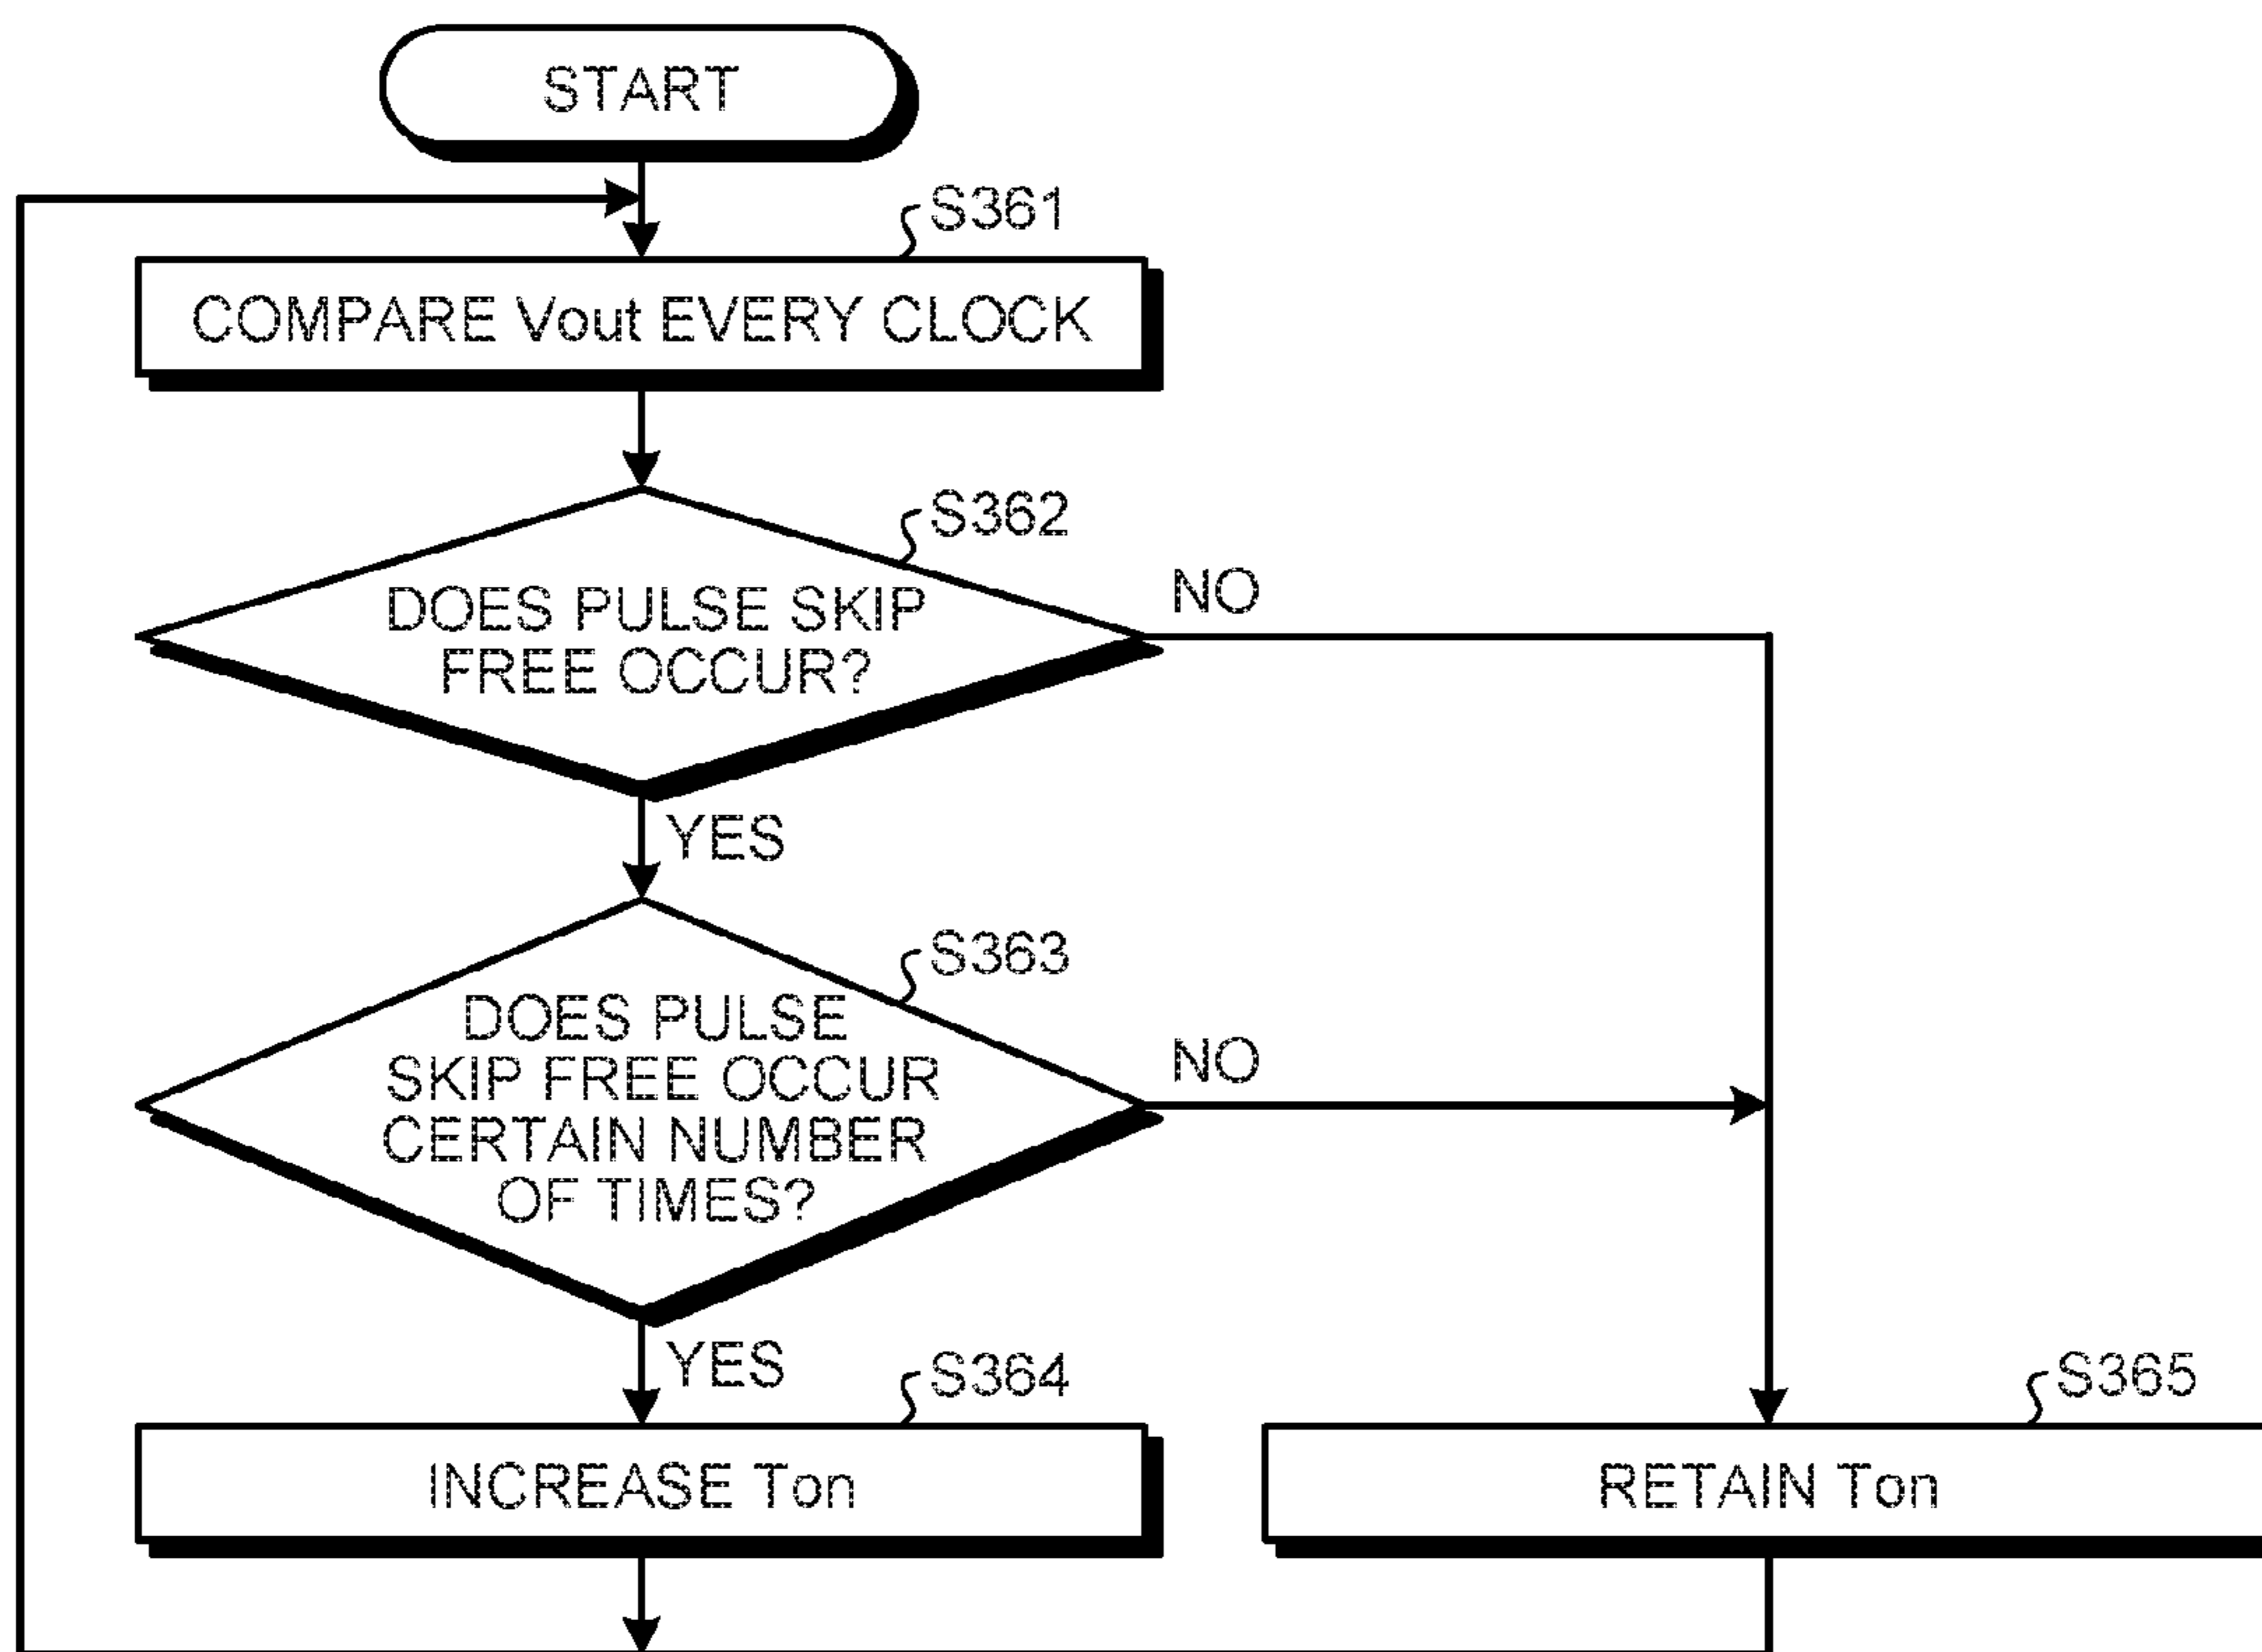 START
S361
COMPARE Vout EVERY CLOCK
S362
DOES PULSE SKIP
FREE OCCUR?
NO
YES
S363
DOES PULSE
SKIP FREE OCCUR
CERTAIN NUMBER
OF TIMES?
NO
YES
S364
INCREASE Ton
S365
RETAIN Ton